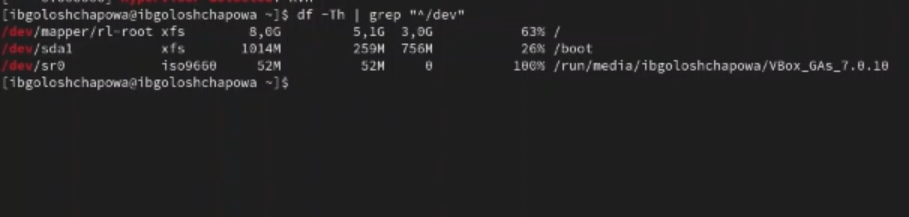 [ibgoloshchapowa@ibgoloshchapowa ~]$ df -Th | grep "^/dev"
/dev/mapper/rl-root xfs 8,0G 5,1G 3,0G 63% /
/dev/sda1 xfs 1014M 259M 756M 26% /boot
/dev/sr0 iso9660 52M 52M 0 100% /run/media/ibgoloshchapowa/VBox_GAs_7.0.10
[ibgoloshchapowa@ibgoloshchapowa ~]$